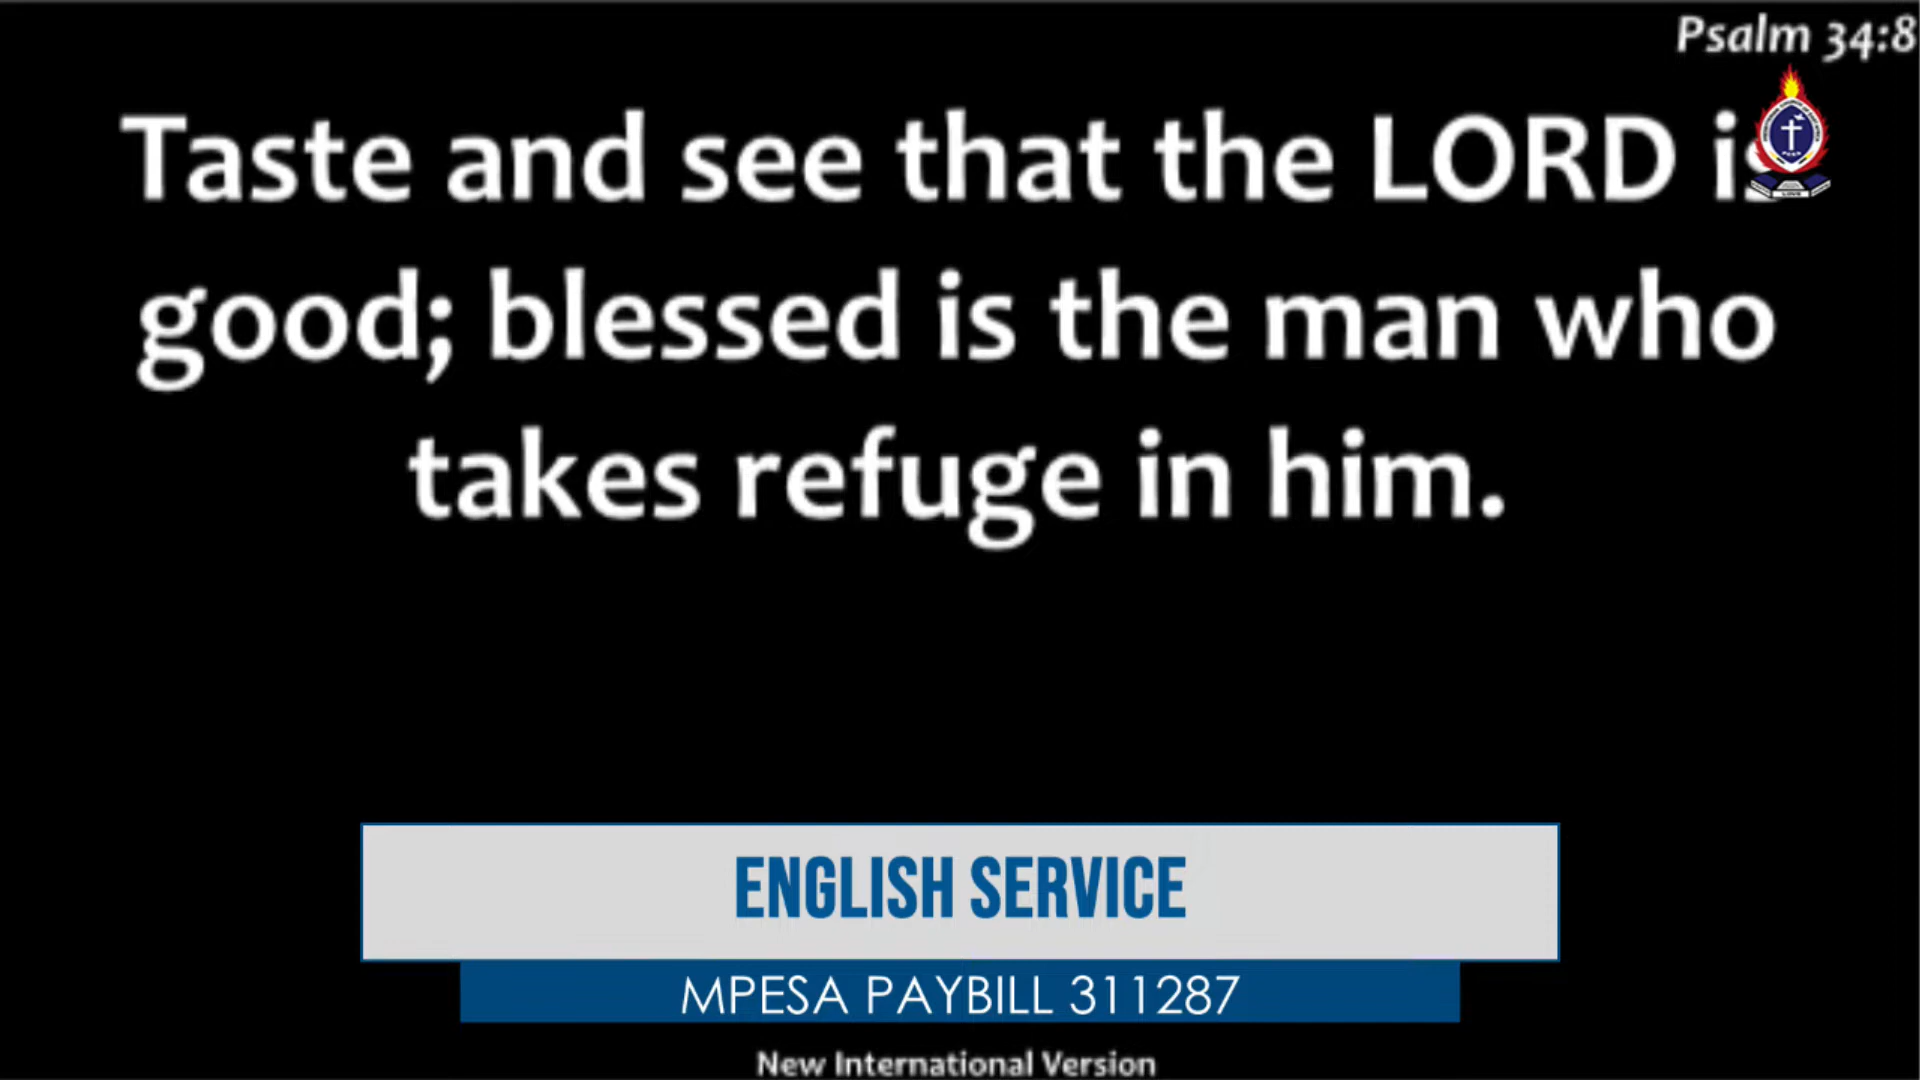 Psalm 34:8
Taste and see that the LORD is
good; blessed is the man who
takes refuge in him.
ENGLISH SERVICE
MPESA PAYBILL 311287
New International Version